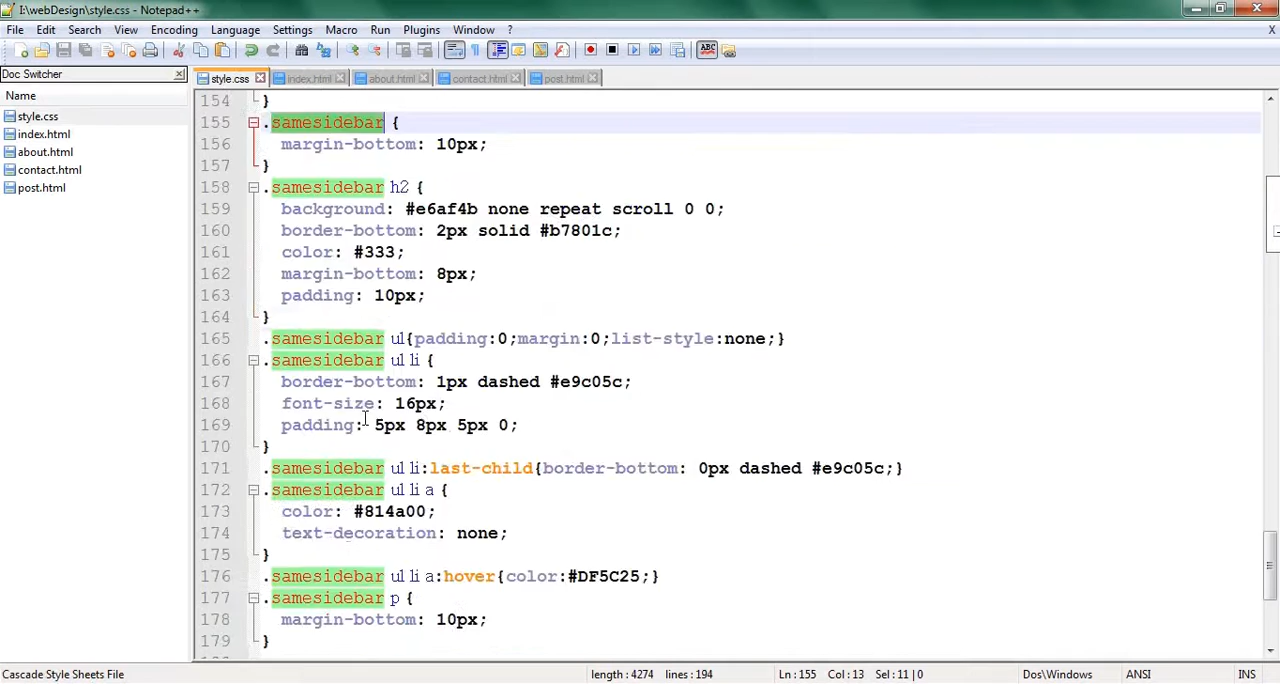 I:\webDesign\style.css - Notepad++
File Edit Search View Encoding Language Settings Macro Run Plugins Window ? X
ABC
Doc Switcher
style.css index.html about.html contact.html post.html
Name
style.css
index.html
about.html
contact.html
post.html
154 }
155 .samesidebar {
156 margin-bottom: 10px;
157 }
158 .samesidebar h2 {
159 background: #e6af4b none repeat scroll 0 0;
160 border-bottom: 2px solid #b7801c;
161 color: #333;
162 margin-bottom: 8px;
163 padding: 10px;
164 }
165 .samesidebar ul{padding:0;margin:0;list-style:none;}
166 .samesidebar ul li {
167 border-bottom: 1px dashed #e9c05c;
168 font-size: 16px;
169 padding: 5px 8px 5px 0;
170 }
171 .samesidebar ul li:last-child{border-bottom: 0px dashed #e9c05c;}
172 .samesidebar ul li a {
173 color: #814a00;
174 text-decoration: none;
175 }
176 .samesidebar ul li a:hover{color:#DF5C25;}
177 .samesidebar p {
178 margin-bottom: 10px;
179 }
Cascade Style Sheets File length : 4274 lines : 194 Ln : 155 Col : 13 Sel : 11 | 0 Dos\Windows ANSI INS